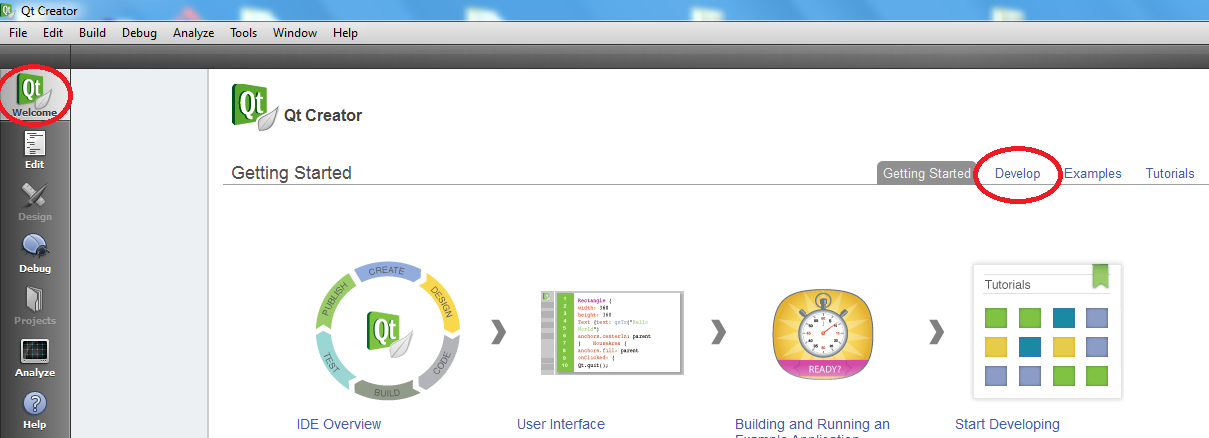 Qt Creator
File Edit Build Debug Analyze Tools Window Help
Qt
Welcome
Edit
Design
Debug
Projects
Analyze
Help
Qt Qt Creator
Getting Started
Getting Started Develop Examples Tutorials
PUBLISH
CREATE
DESIGN
CODE
BUILD
TEST
Qt
1 Rectangle {
2 width: 360
3 height: 360
4 Text {text: qsTo("Hello
5 World")
6 anchors.centerIn: parent
7 } MouseArea {
8 anchors.fill: parent
9 onClicked: {
10 Qt.quit();
60
READY?
Tutorials
IDE Overview
User Interface
Building and Running an
Example Application
Start Developing